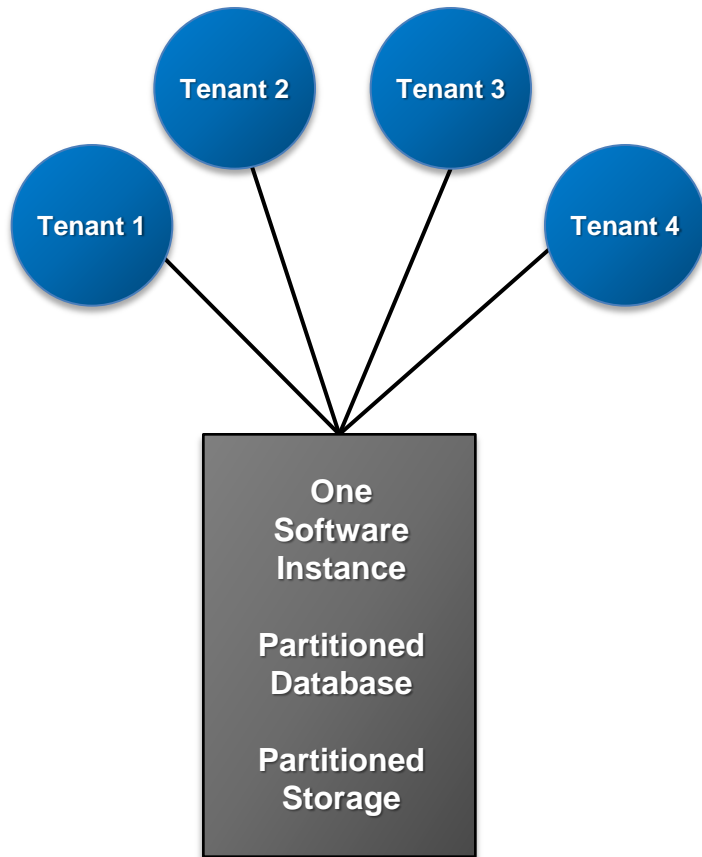 Tenant 2
Tenant 3
Tenant 1
Tenant 4
One
Software
Instance
Partitioned
Database
Partitioned
Storage